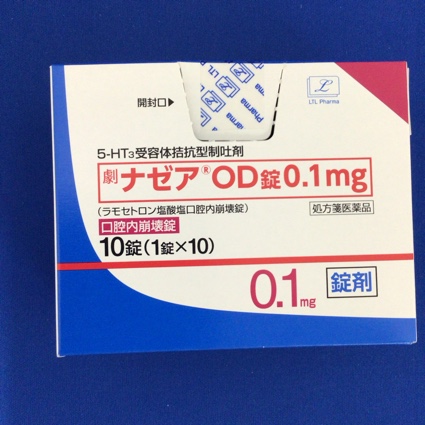 開封口▶
LTL Pharma
5-HT₃受容体拮抗型制吐剤
劇 ナゼア®OD錠0.1mg
(ラモセトロン塩酸塩口腔内崩壊錠)
処方箋医薬品
口腔内崩壊錠
10錠(1錠×10)
0.1mg
錠剤